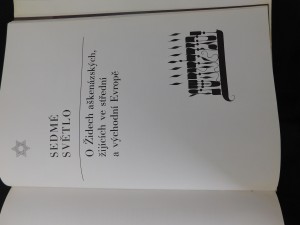 SEDMÉ
SVĚTLO
O Židech aškenázských,
žijících ve střední
a východní Evropě